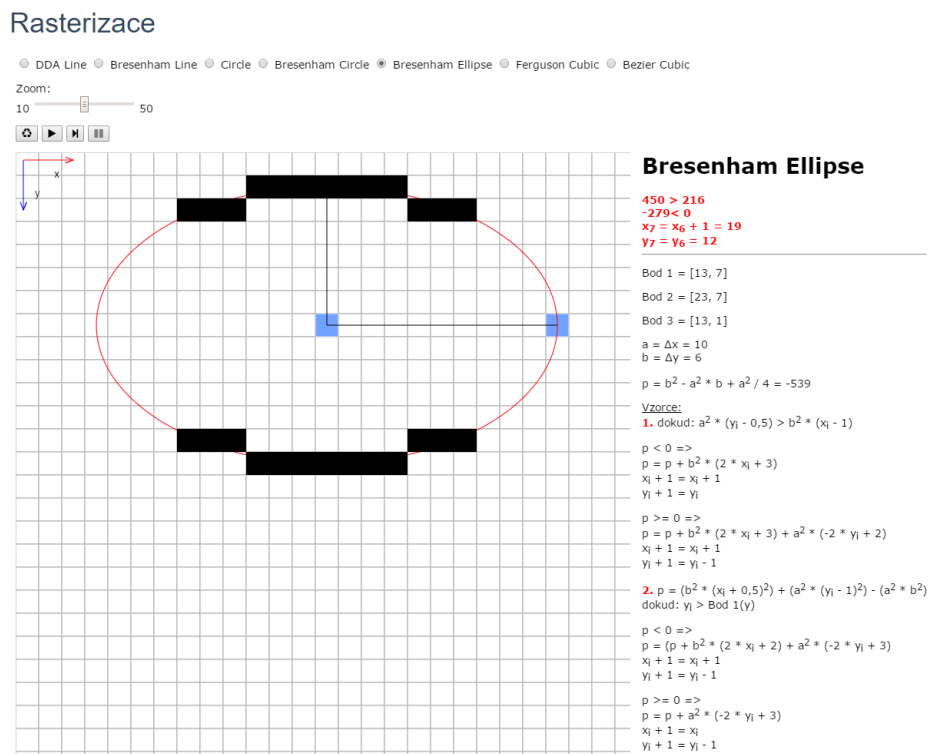 Rasterizace
DDA Line Bresenham Line Circle Bresenham Circle Bresenham Ellipse Ferguson Cubic Bezier Cubic
Zoom:
10 50
x
y
Bresenham Ellipse
450 > 216
-279< 0
x₇ = x₆ + 1 = 19
y₇ = y₆ = 12
Bod 1 = [13, 7]
Bod 2 = [23, 7]
Bod 3 = [13, 1]
a = Δx = 10
b = Δy = 6
p = b² - a² * b + a² / 4 = -539
Vzorce:
1. dokud: a² * (yᵢ - 0,5) > b² * (xᵢ - 1)
p < 0 =>
p = p + b² * (2 * xᵢ + 3)
xᵢ + 1 = xᵢ + 1
yᵢ + 1 = yᵢ
p >= 0 =>
p = p + b² * (2 * xᵢ + 3) + a² * (-2 * yᵢ + 2)
xᵢ + 1 = xᵢ + 1
yᵢ + 1 = yᵢ - 1
2. p = (b² * (xᵢ + 0,5)²) + (a² * (yᵢ - 1)²) - (a² * b²)
dokud: yᵢ > Bod 1(y)
p < 0 =>
p = (p + b² * (2 * xᵢ + 2) + a² * (-2 * yᵢ + 3)
xᵢ + 1 = xᵢ + 1
yᵢ + 1 = yᵢ - 1
p >= 0 =>
p = p + a² * (-2 * yᵢ + 3)
xᵢ + 1 = xᵢ
yᵢ + 1 = yᵢ - 1